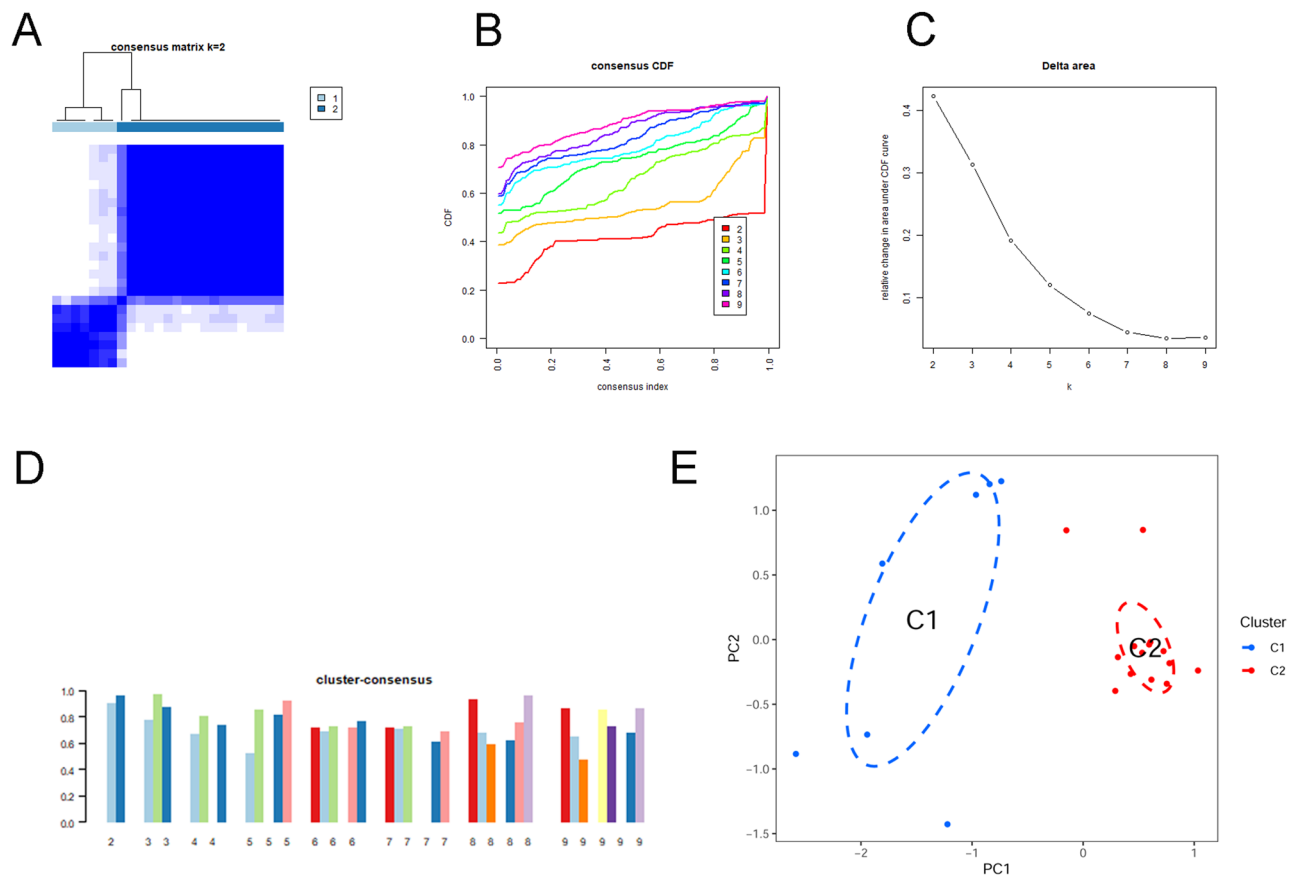 A
consensus matrix k=2
1
2
B
consensus CDF
CDF
1.0
0.8
0.6
0.4
0.2
0.0
0.0
0.2
0.4
0.6
0.8
1.0
consensus index
2
3
4
5
6
7
8
9
C
Delta area
relative change in area under CDF curve
0.4
0.3
0.2
0.1
2
3
4
5
6
7
8
9
k
D
cluster-consensus
1.0
0.8
0.6
0.4
0.2
0.0
2 3 3 4 4 5 5 5 6 6 6 7 7 7 7 8 8 8 8 9 9 9 9 9
E
PC2
1.0
0.5
0.0
−0.5
−1.0
−1.5
C1
C2
−2
−1
0
1
PC1
Cluster
C1
C2